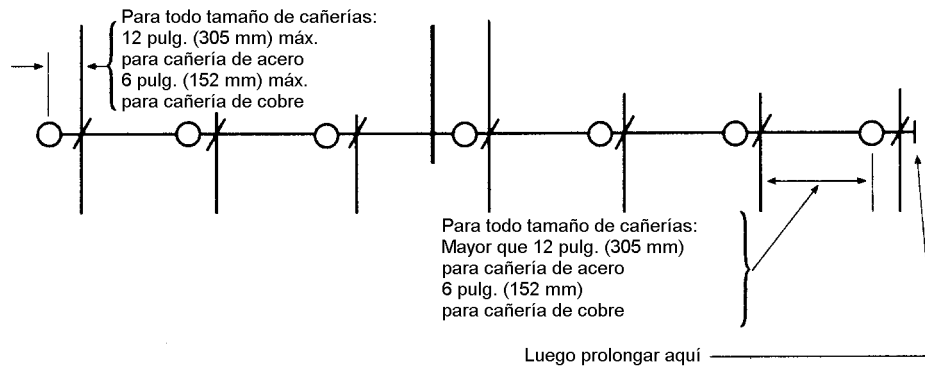 Para todo tamaño de cañerías:
12 pulg. (305 mm) máx.
para cañería de acero
6 pulg. (152 mm) máx.
para cañería de cobre
Para todo tamaño de cañerías:
Mayor que 12 pulg. (305 mm)
para cañería de acero
6 pulg. (152 mm)
para cañería de cobre
Luego prolongar aquí